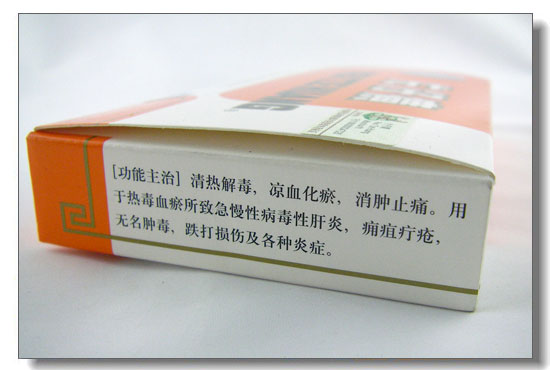 [功能主治] 清热解毒，凉血化瘀，消肿止痛。用
于热毒血瘀所致急慢性病毒性肝炎，痈疽疔疮，
无名肿毒，跌打损伤及各种炎症。